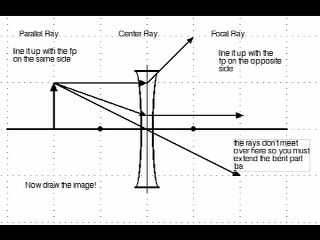 Parallel Ray
Center Ray
Focal Ray
line it up with the fp
on the same side
line it up with the
fp on the opposite
side
the rays don't meet
over here so you must
extend the bent part
ba
Now draw the image!